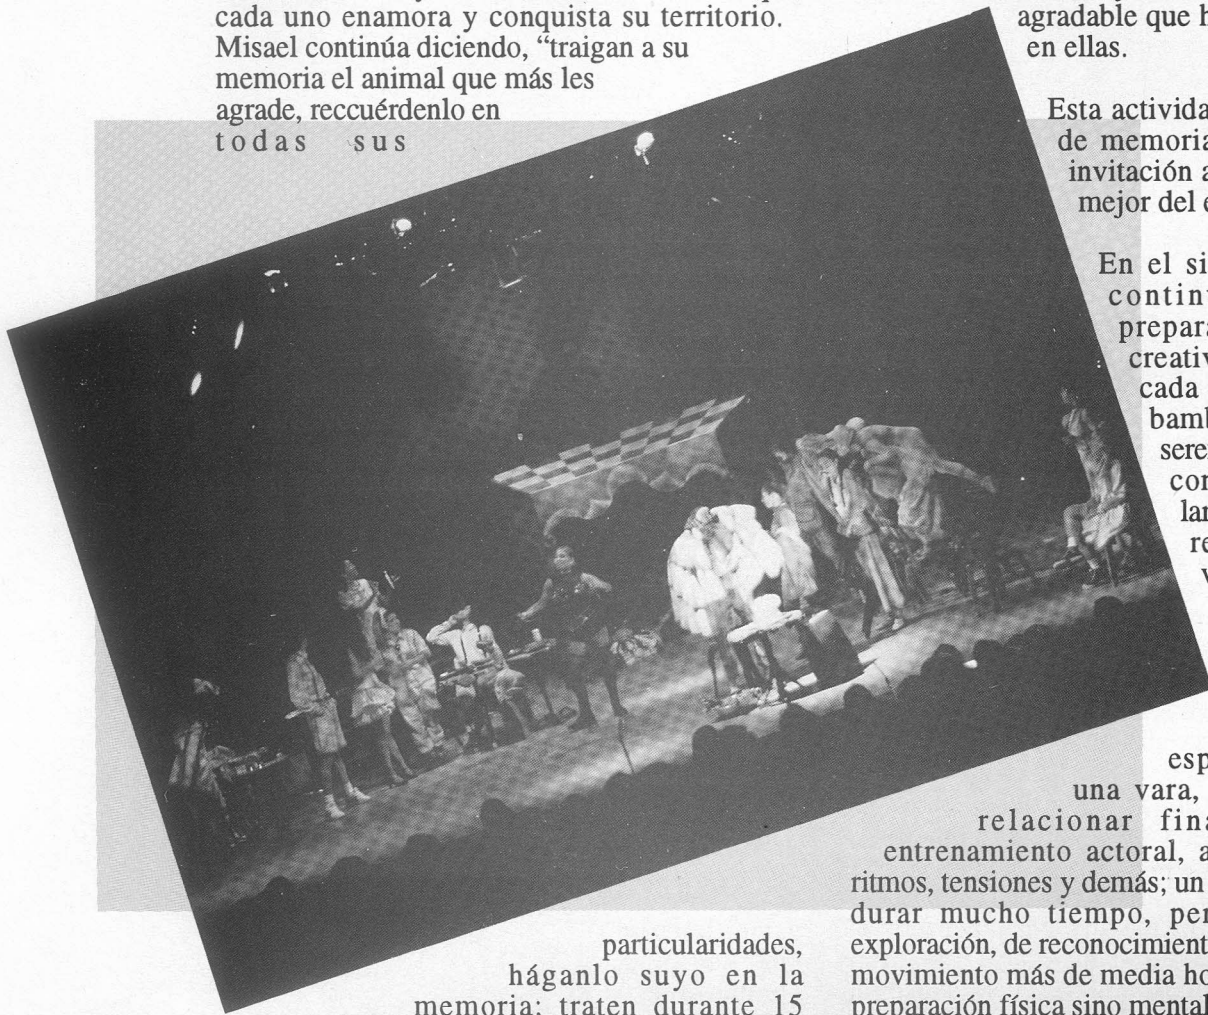 cada uno enamora y conquista su territorio.
Misael continúa diciendo, “traigan a su
memoria el animal que más les
agrade, reccuérdenlo en
todas sus
particularidades,
háganlo suyo en la
memoria; traten durante 15
agradable que h
en ellas.
Esta activida
de memoria
invitación a
mejor del e
En el si
contin
prepara
creativ
cada
bamb
sere
con
lar
re
v
esp
una vara,
relacionar fina
entrenamiento actoral, a
ritmos, tensiones y demás; un
durar mucho tiempo, per
exploración, de reconocimient
movimiento más de media ho
preparación física sino mental